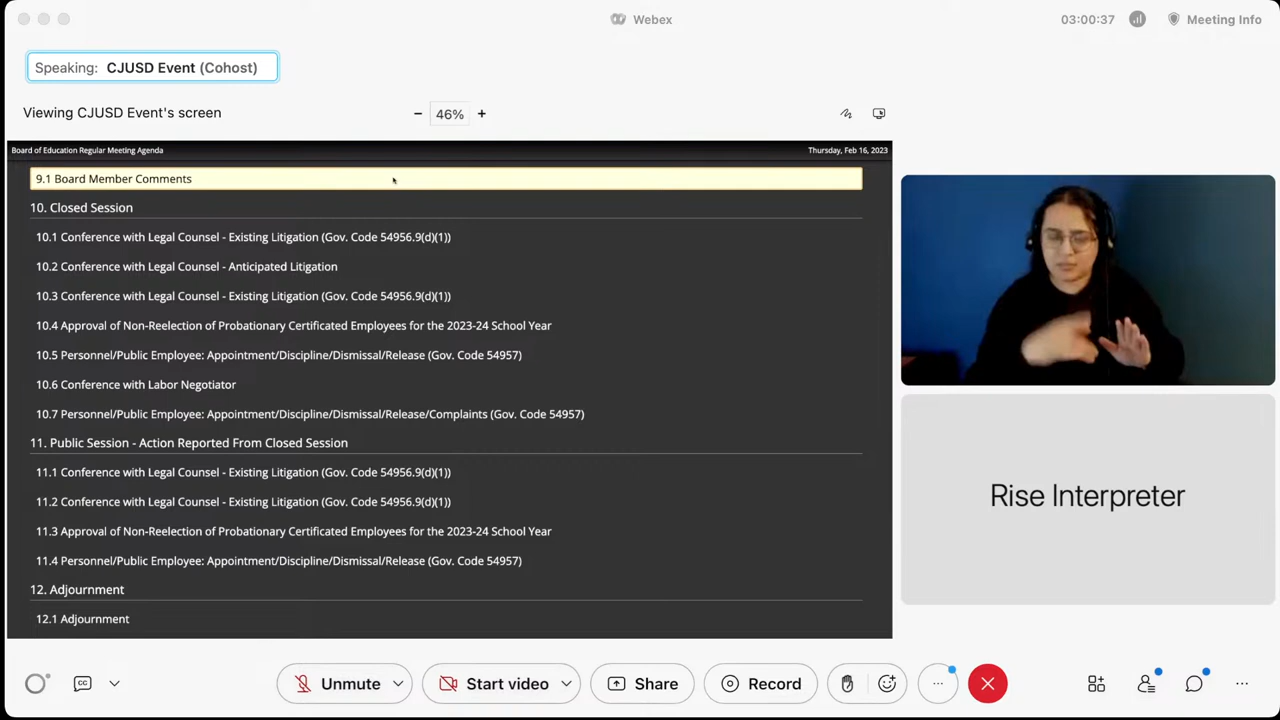 Webex
03:00:37
Meeting Info
Speaking: CJUSD Event (Cohost)
Viewing CJUSD Event's screen
− 46% +
Board of Education Regular Meeting Agenda
Thursday, Feb 16, 2023
9.1 Board Member Comments
10. Closed Session
10.1 Conference with Legal Counsel - Existing Litigation (Gov. Code 54956.9(d)(1))
10.2 Conference with Legal Counsel - Anticipated Litigation
10.3 Conference with Legal Counsel - Existing Litigation (Gov. Code 54956.9(d)(1))
10.4 Approval of Non-Reelection of Probationary Certificated Employees for the 2023-24 School Year
10.5 Personnel/Public Employee: Appointment/Discipline/Dismissal/Release (Gov. Code 54957)
10.6 Conference with Labor Negotiator
10.7 Personnel/Public Employee: Appointment/Discipline/Dismissal/Release/Complaints (Gov. Code 54957)
11. Public Session - Action Reported From Closed Session
11.1 Conference with Legal Counsel - Existing Litigation (Gov. Code 54956.9(d)(1))
11.2 Conference with Legal Counsel - Existing Litigation (Gov. Code 54956.9(d)(1))
11.3 Approval of Non-Reelection of Probationary Certificated Employees for the 2023-24 School Year
11.4 Personnel/Public Employee: Appointment/Discipline/Dismissal/Release (Gov. Code 54957)
12. Adjournment
12.1 Adjournment
Rise Interpreter
CC
Unmute
Start video
Share
Record